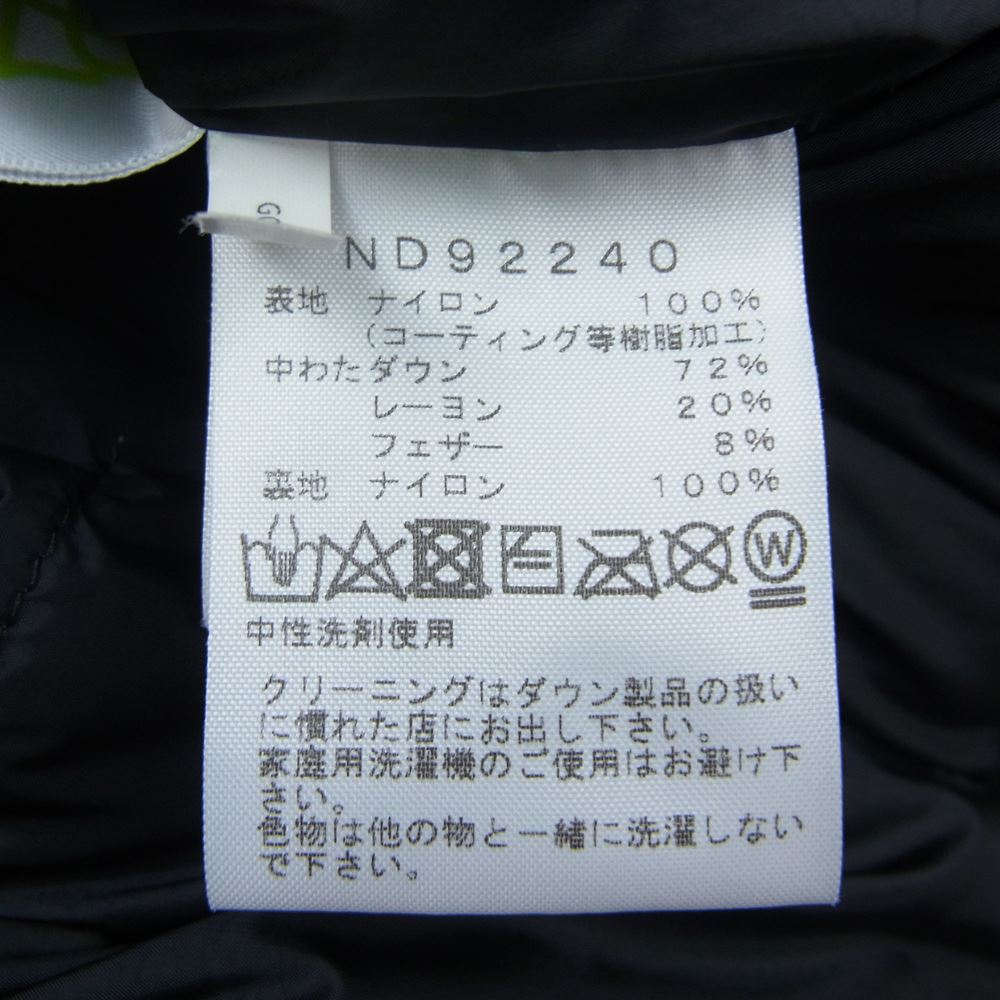 GO
ND92240
表地 ナイロン 100%
(コーティング等樹脂加工)
中わたダウン 72%
レーヨン 20%
フェザー 8%
裏地 ナイロン 100%
W
中性洗剤使用
クリーニングはダウン製品の扱い
に慣れた店にお出し下さい。
家庭用洗濯機のご使用はお避け下
さい。
色物は他の物と一緒に洗濯しない
で下さい。